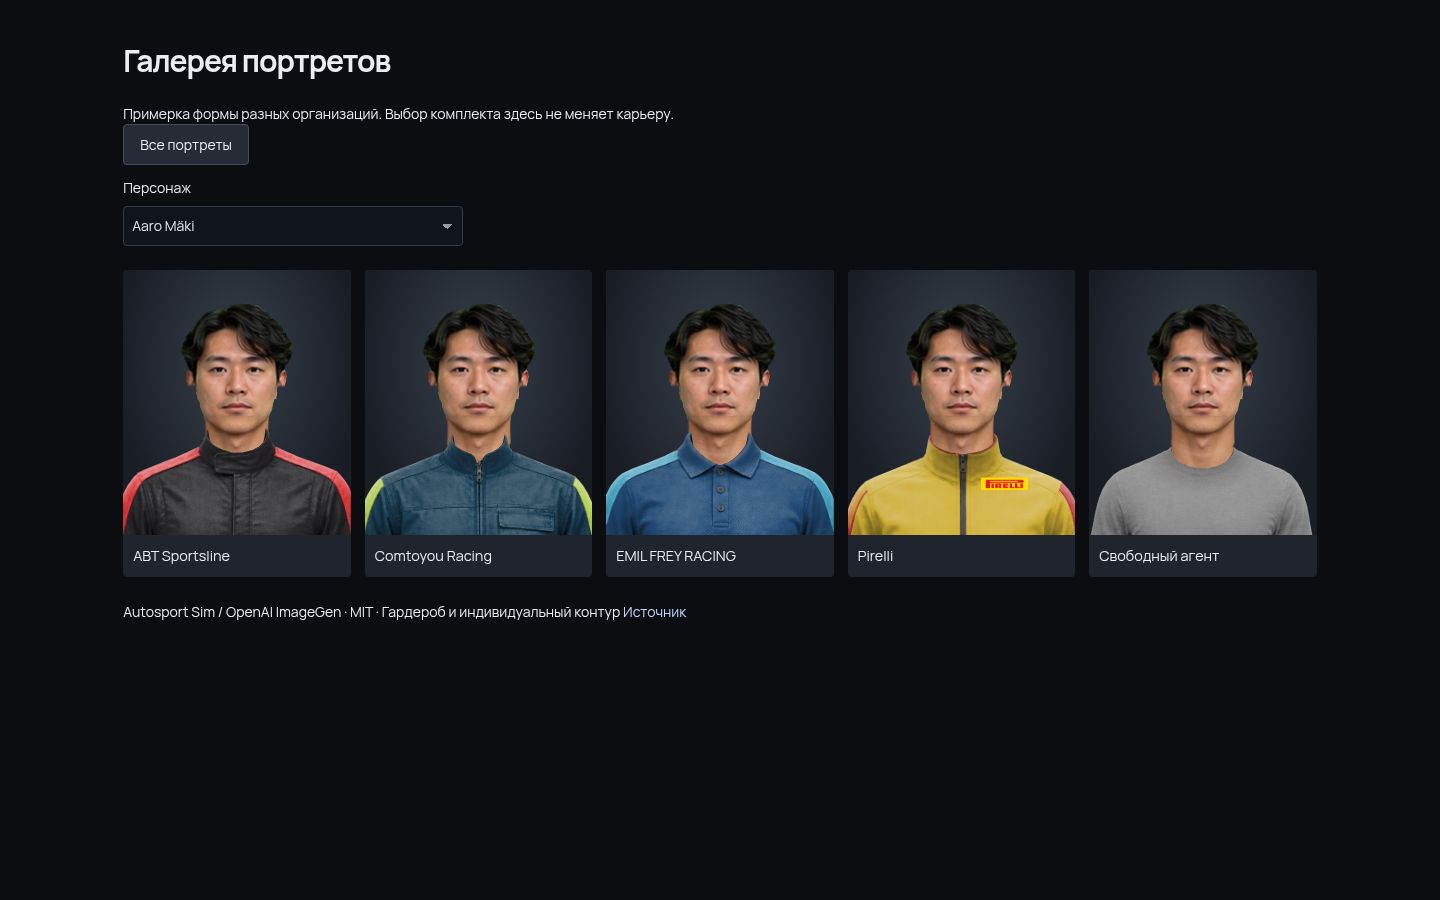 Галерея портретов
Примерка формы разных организаций. Выбор комплекта здесь не меняет карьеру.
Все портреты
Персонаж
Aaro Mäki
PIRELLI
ABT Sportsline
Comtoyou Racing
EMIL FREY RACING
Pirelli
Свободный агент
Autosport Sim / OpenAI ImageGen · MIT · Гардероб и индивидуальный контур Источник